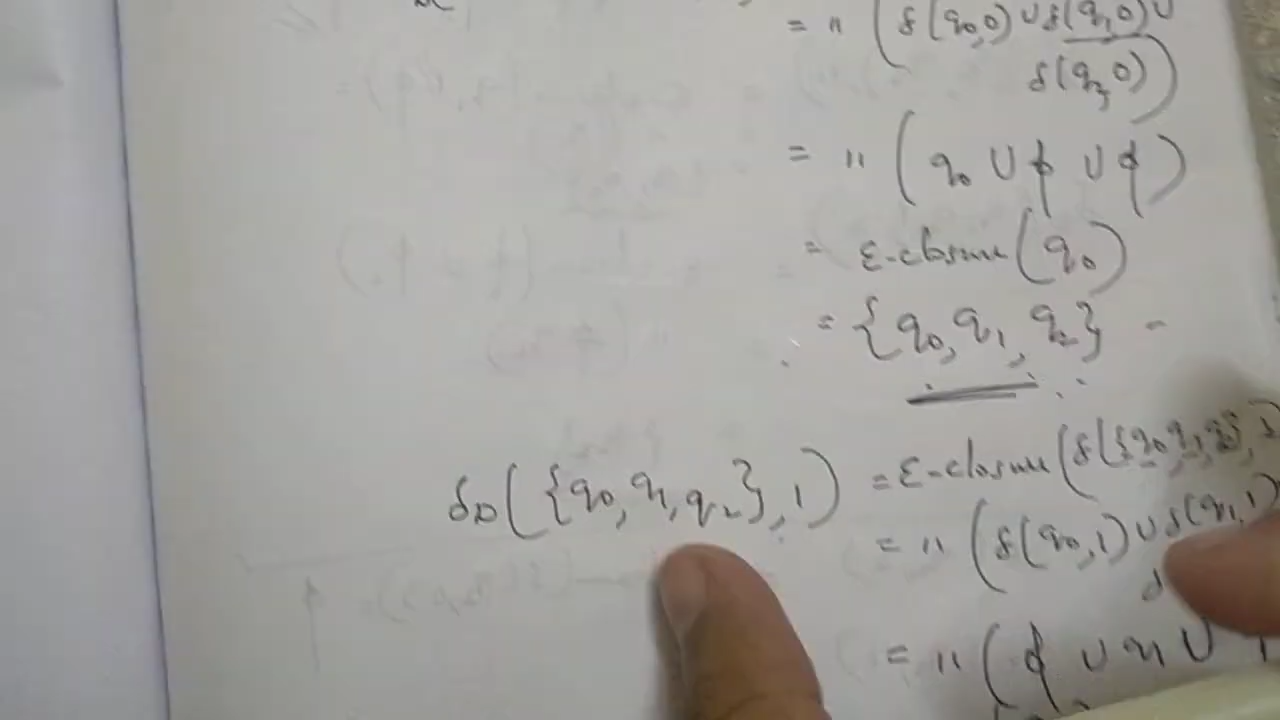 = " (δ(q0,0) ∪ δ(q1,0) ∪
δ(q2,0))
= " (q0 ∪ ϕ ∪ ϕ)
= ε-closure(q0)
= {q0, q1, q2}
δD({q0, q1, q2}, 1) = ε-closure(δ({q0, q1, q2},
= " (δ(q0,1) ∪ δ(q1,1)
= " (ϕ ∪ q1 ∪